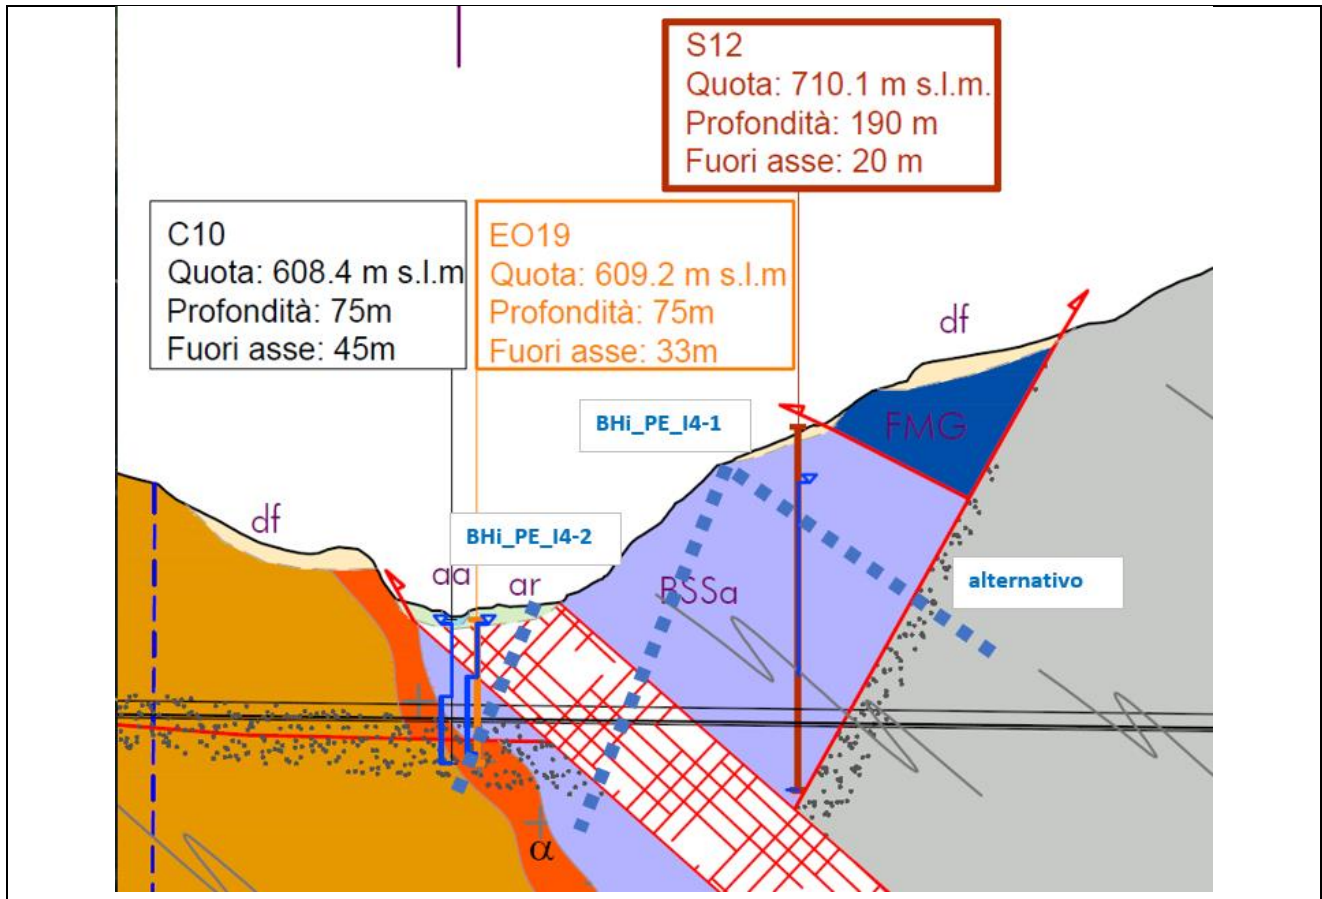 S12
Quota: 710.1 m s.l.m.
Profondità: 190 m
Fuori asse: 20 m
C10
Quota: 608.4 m s.l.m
Profondità: 75m
Fuori asse: 45m
EO19
Quota: 609.2 m s.l.m
Profondità: 75m
Fuori asse: 33m
df
BHi_PE_I4-1
FMG
df
BHi_PE_I4-2
aa
ar
PSSa
alternativo
α